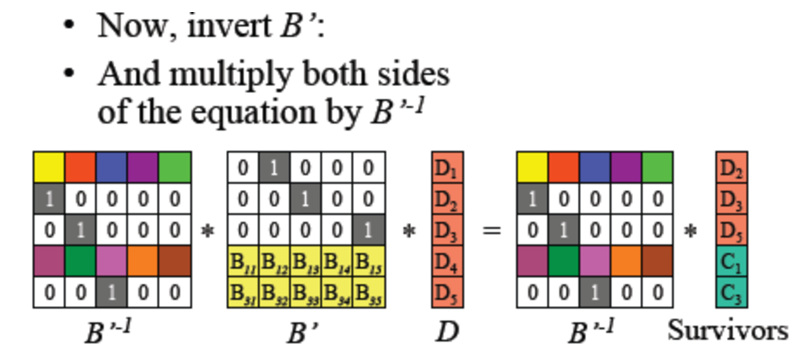 • Now, invert B’:
• And multiply both sides
of the equation by B’-1
0 1 0 0 0 D1 D2
1 0 0 0 0 0 0 1 0 0 D2 1 0 0 0 0 D3
0 1 0 0 0 * 0 0 0 0 1 * D3 = 0 1 0 0 0 * D5
B11 B12 B13 B14 B15 D4 C1
0 0 1 0 0 B31 B32 B33 B34 B35 D5 0 0 1 0 0 C3
B’-1 B’ D B’-1 Survivors